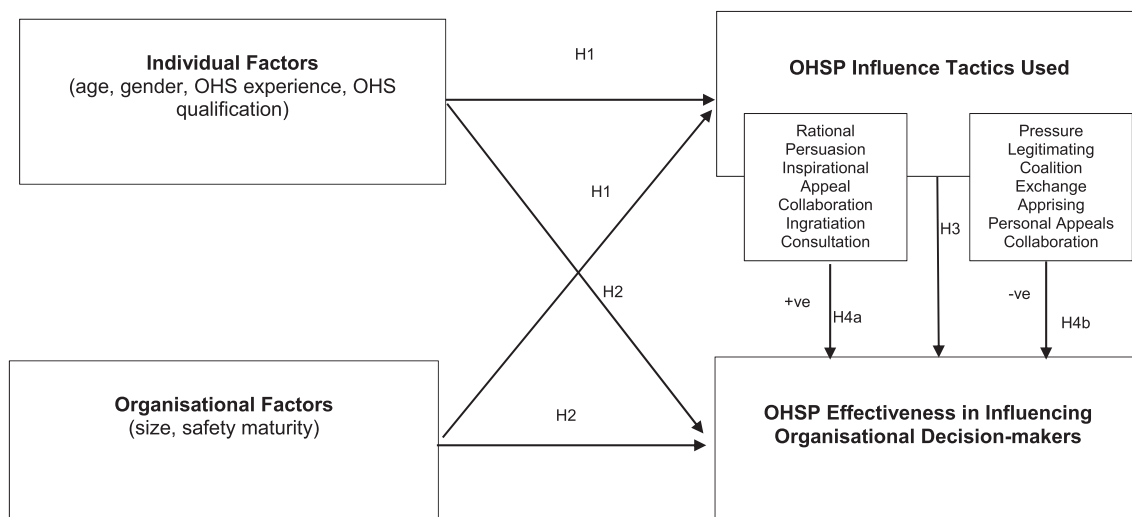 Individual Factors
(age, gender, OHS experience, OHS
qualification)
H1
OHSP Influence Tactics Used
Rational
Persuasion
Inspirational
Appeal
Collaboration
Ingratiation
Consultation
Pressure
Legitimating
Coalition
Exchange
Apprising
Personal Appeals
Collaboration
H1
H3
H2
+ve
H4a
-ve
H4b
Organisational Factors
(size, safety maturity)
H2
OHSP Effectiveness in Influencing
Organisational Decision-makers